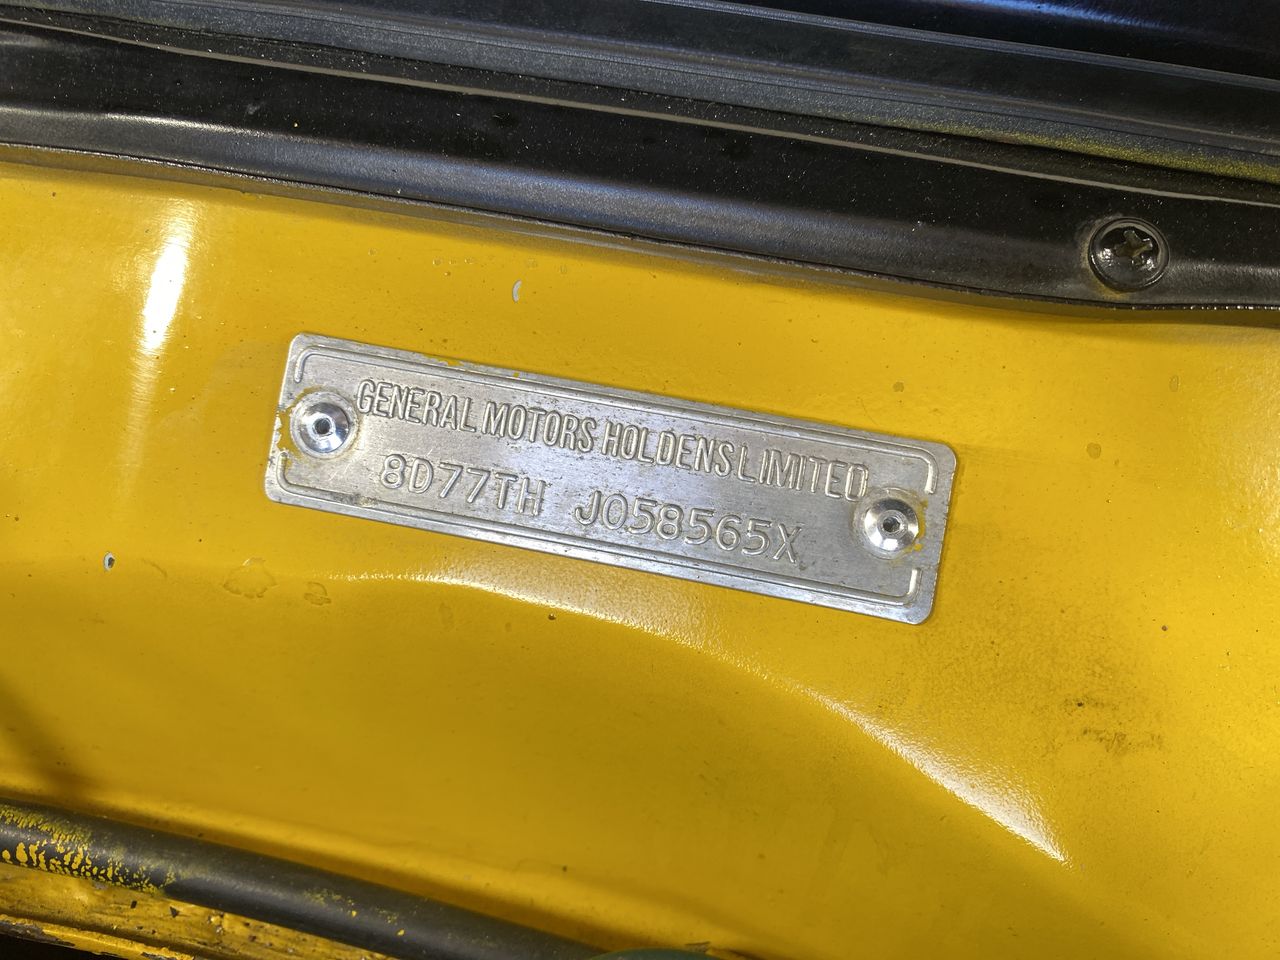 GENERAL MOTORS HOLDENS LIMITED
8D77TH J058565X